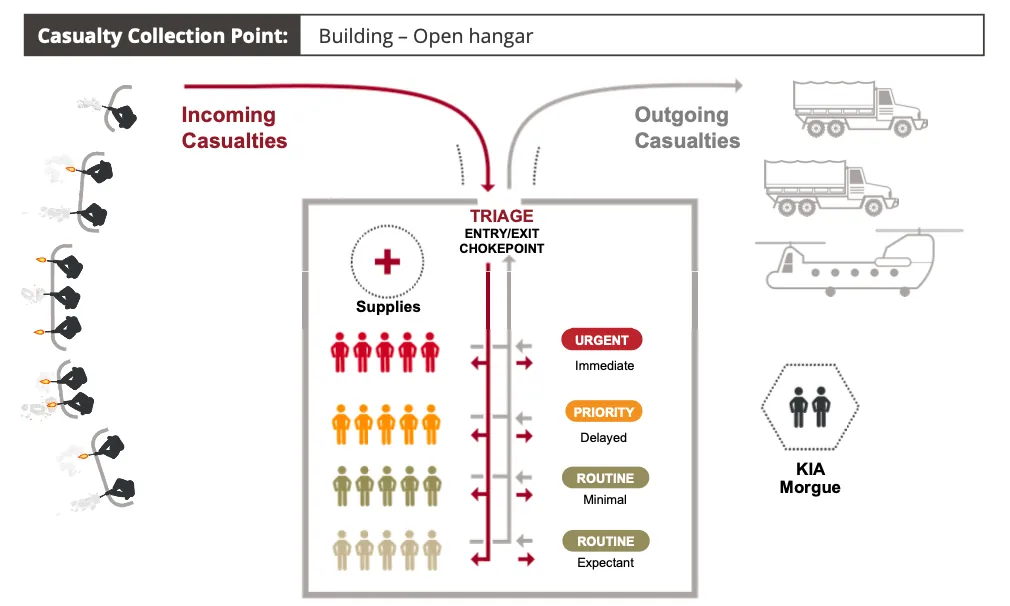 Casualty Collection Point: Building – Open hangar
Incoming
Casualties
Outgoing
Casualties
TRIAGE
ENTRY/EXIT
CHOKEPOINT
Supplies
URGENT
Immediate
PRIORITY
Delayed
ROUTINE
Minimal
ROUTINE
Expectant
KIA
Morgue